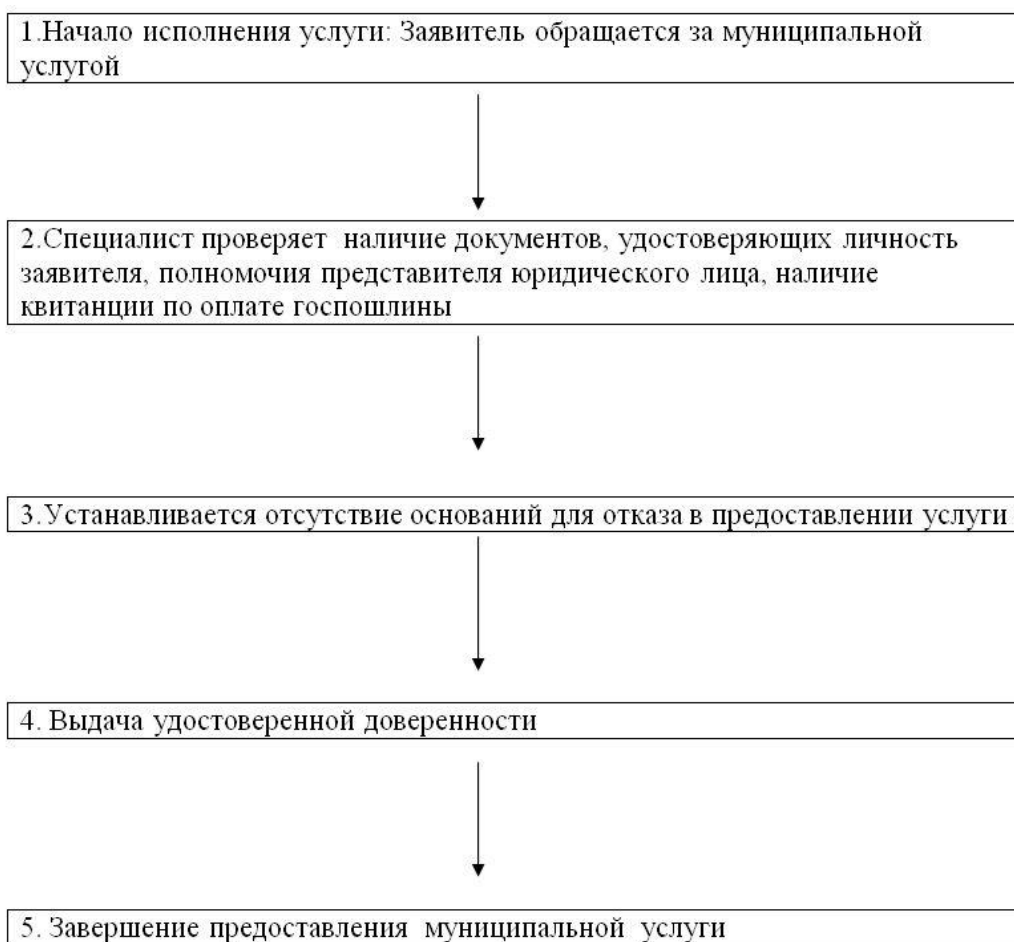 1.Начало исполнения услуги: Заявитель обращается за муниципальной
услугой
2.Специалист проверяет наличие документов, удостоверяющих личность
заявителя, полномочия представителя юридического лица, наличие
квитанции по оплате госпошлины
3.Устанавливается отсутствие оснований для отказа в предоставлении услуги
4. Выдача удостоверенной доверенности
5. Завершение предоставления муниципальной услуги